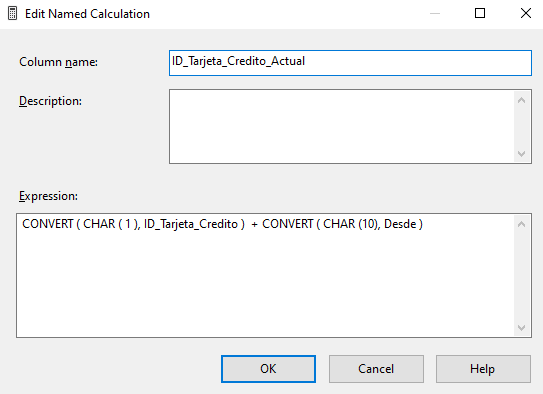 Edit Named Calculation
Column name:
ID_Tarjeta_Credito_Actual
Description:
Expression:
CONVERT ( CHAR ( 1 ), ID_Tarjeta_Credito ) + CONVERT ( CHAR (10), Desde )
OK
Cancel
Help